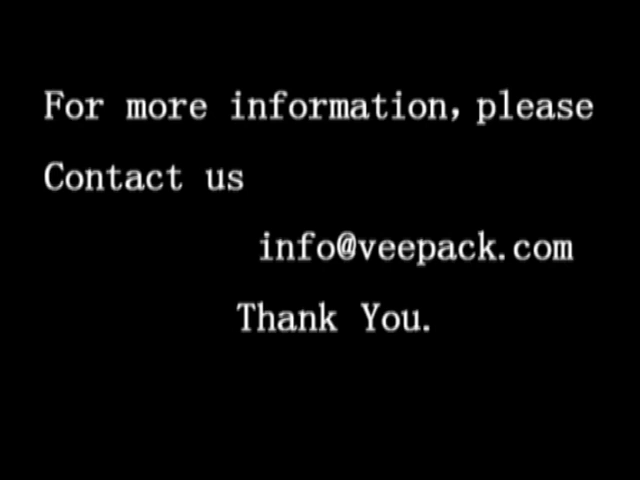 For more information, please
Contact us
info@veepack.com
Thank You.